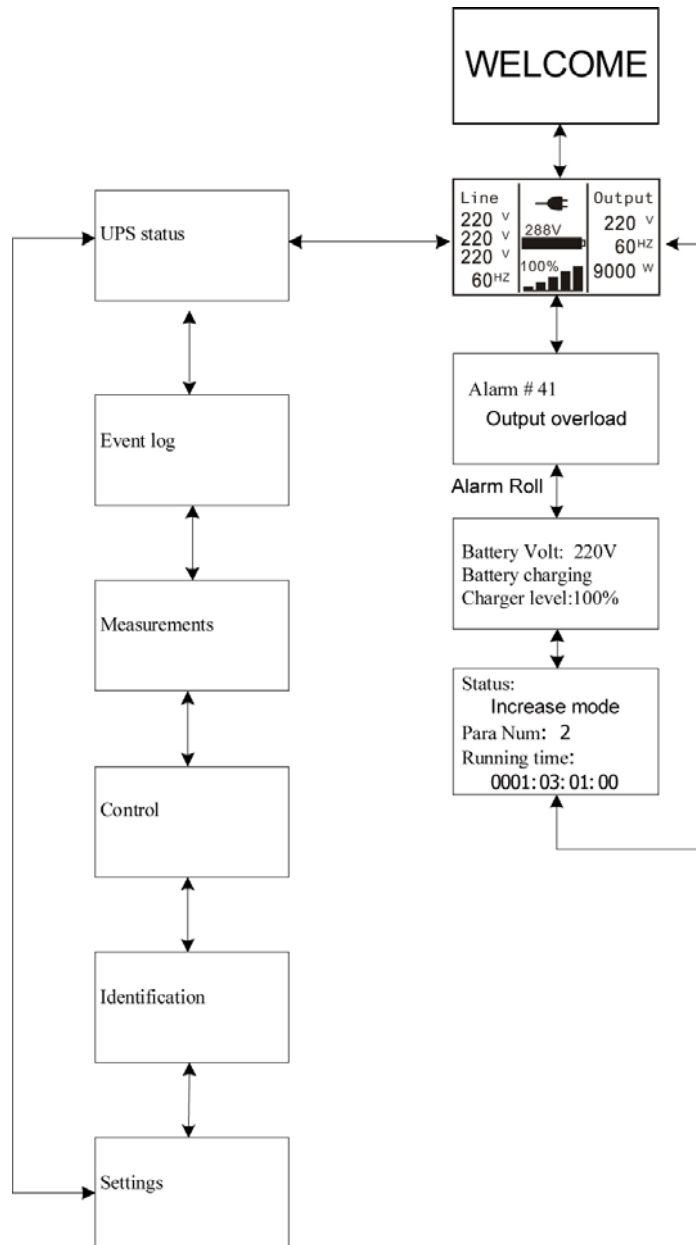 WELCOME
Line
220 V
220 V
220 V
60HZ
288V
100%
Output
220 V
60HZ
9000 W
UPS status
Alarm # 41
Output overload
Event log
Alarm Roll
Battery Volt: 220V
Battery charging
Charger level:100%
Measurements
Status:
Increase mode
Para Num: 2
Running time:
0001:03:01:00
Control
Identification
Settings